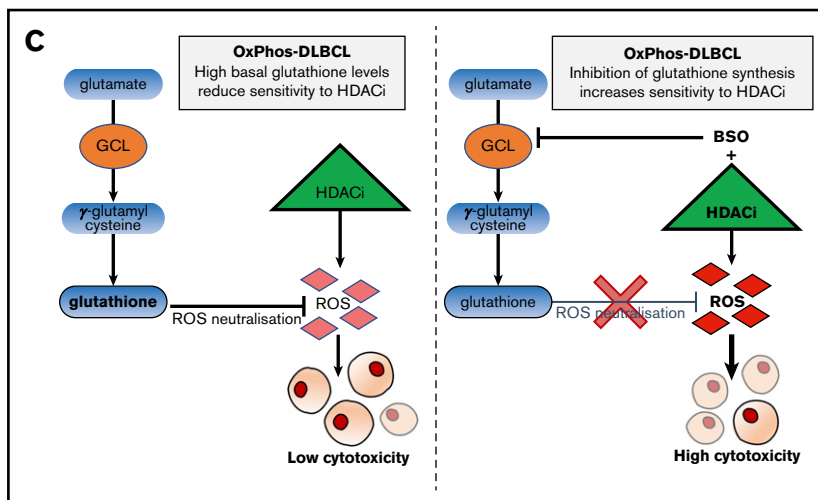 C
OxPhos-DLBCL
High basal glutathione levels
reduce sensitivity to HDACi
glutamate
GCL
γ-glutamyl
cysteine
glutathione
HDACi
ROS
ROS neutralisation
Low cytotoxicity
OxPhos-DLBCL
Inhibition of glutathione synthesis
increases sensitivity to HDACi
glutamate
GCL
BSO
+
HDACi
γ-glutamyl
cysteine
glutathione
ROS
ROS neutralisation
High cytotoxicity